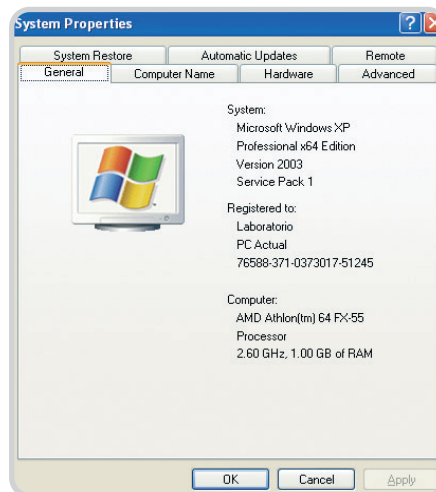 System Properties
System Restore
Automatic Updates
Remote
General
Computer Name
Hardware
Advanced
System:
Microsoft Windows XP
Professional x64 Edition
Version 2003
Service Pack 1
Registered to:
Laboratorio
PC Actual
76588-371-0373017-51245
Computer:
AMD Athlon(tm) 64 FX-55
Processor
2.60 GHz, 1.00 GB of RAM
OK
Cancel
Apply